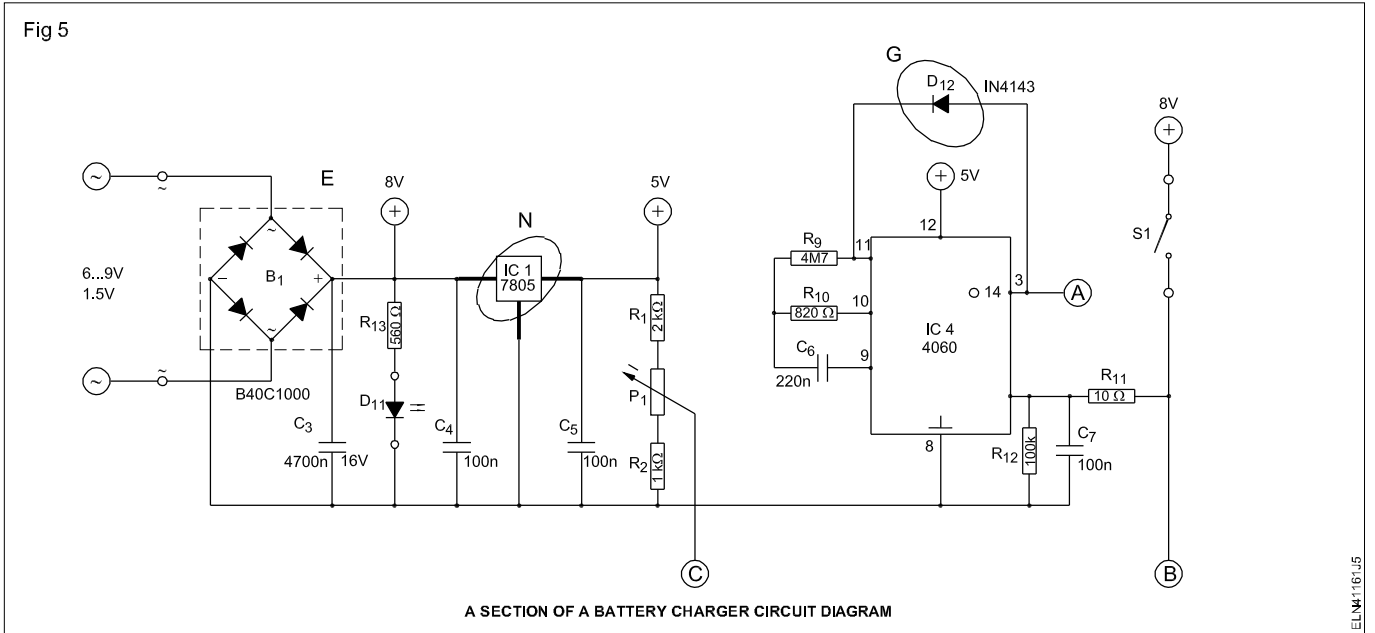 Fig 5
G
D12
IN4143
8V
E
8V
N
5V
5V
12
~
~
~
S1
R9
4M7
11
3
A
6...9V
1.5V
–
B1
+
IC 1
7805
R1
2 kΩ
R10
820 Ω
10
14
R13
560 Ω
IC 4
4060
C6
220n
9
~
~
~
B40C1000
P1
R11
10 Ω
D11
C3
4700n
16V
C4
100n
C5
100n
R2
1 kΩ
8
R12
100k
C7
100n
C
B
A SECTION OF A BATTERY CHARGER CIRCUIT DIAGRAM
ELN41161J5